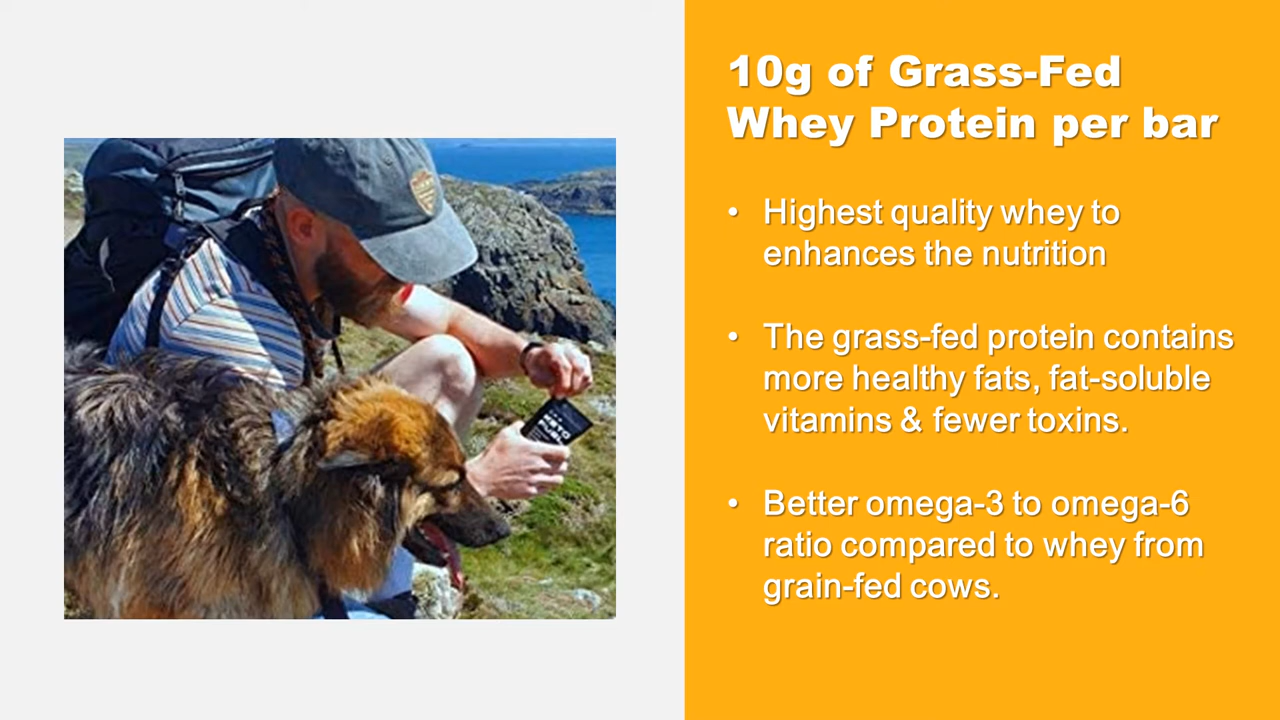 10g of Grass-Fed
Whey Protein per bar
• Highest quality whey to
enhances the nutrition
• The grass-fed protein contains
more healthy fats, fat-soluble
vitamins & fewer toxins.
• Better omega-3 to omega-6
ratio compared to whey from
grain-fed cows.
KETO